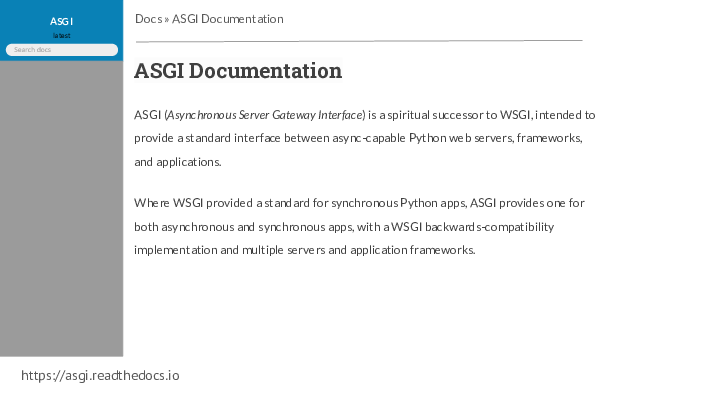 ASGI
latest
Search docs
Docs » ASGI Documentation
ASGI Documentation
ASGI (Asynchronous Server Gateway Interface) is a spiritual successor to WSGI, intended to
provide a standard interface between async-capable Python web servers, frameworks,
and applications.
Where WSGI provided a standard for synchronous Python apps, ASGI provides one for
both asynchronous and synchronous apps, with a WSGI backwards-compatibility
implementation and multiple servers and application frameworks.
https://asgi.readthedocs.io